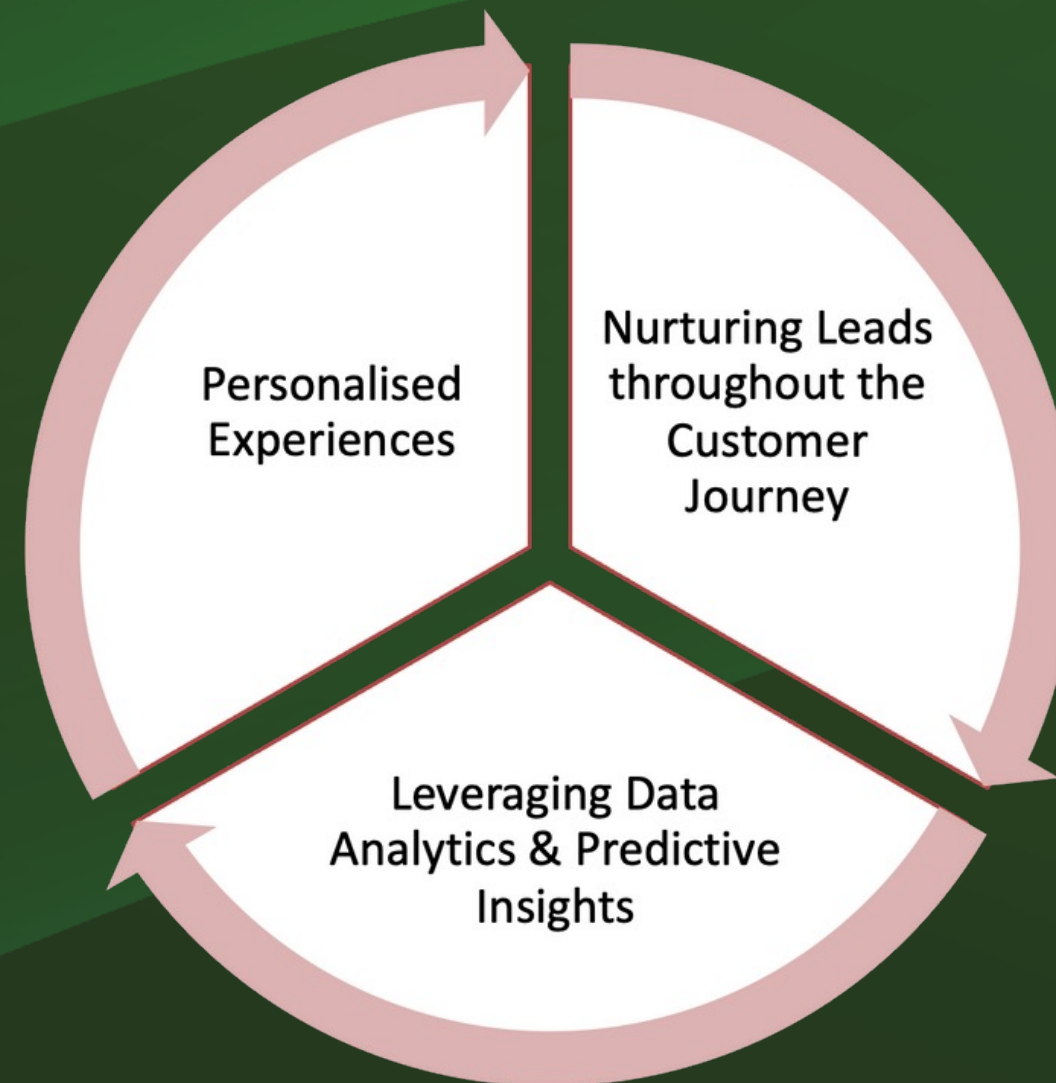 Personalised
Experiences
Nurturing Leads
throughout the
Customer
Journey
Leveraging Data
Analytics & Predictive
Insights